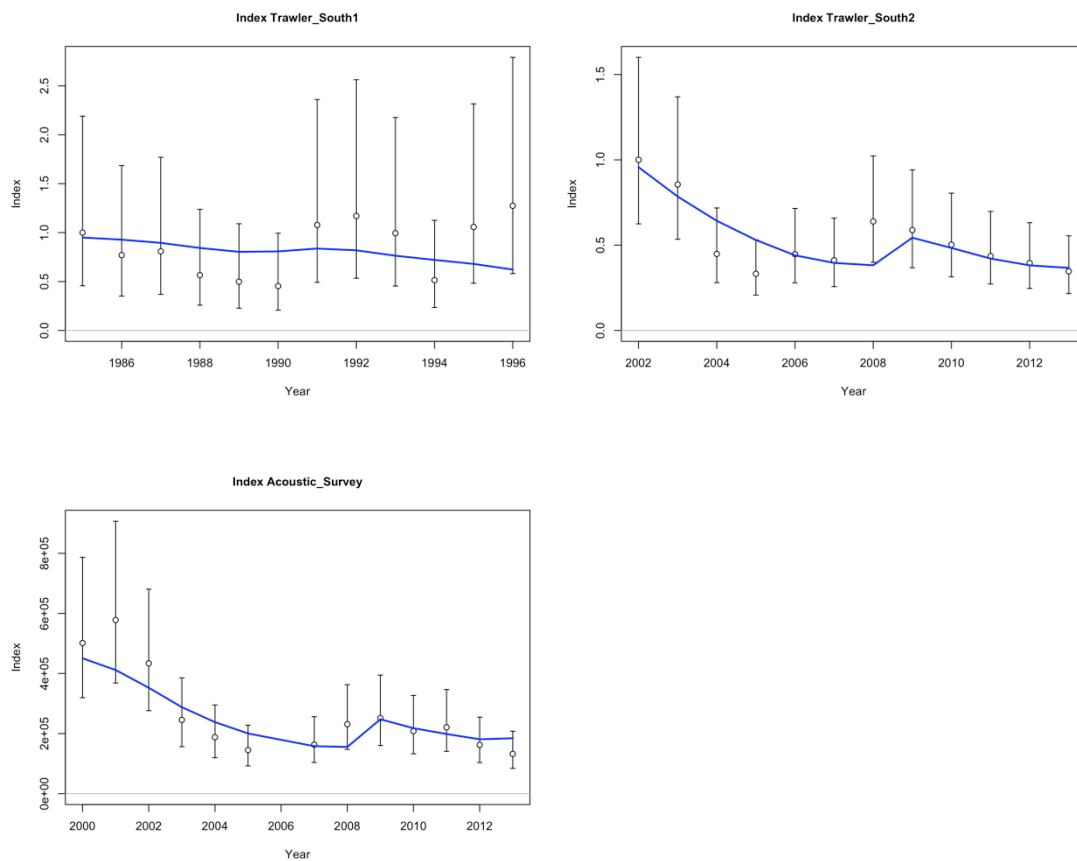 Index Trawler_South1
Index
0.0 0.5 1.0 1.5 2.0 2.5
1986 1988 1990 1992 1994 1996
Year
Index Trawler_South2
Index
0.0 0.5 1.0 1.5
2002 2004 2006 2008 2010 2012
Year
Index Acoustic_Survey
Index
0e+00 2e+05 4e+05 6e+05 8e+05
2000 2002 2004 2006 2008 2010 2012
Year